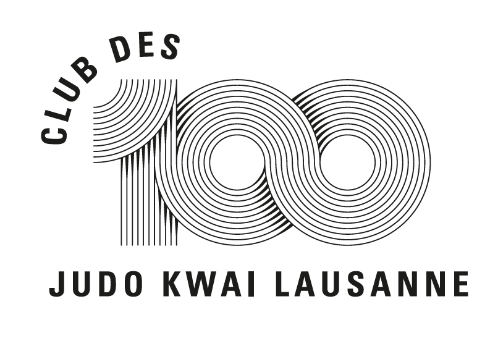 CLUB DES
100
JUDO KWAI LAUSANNE